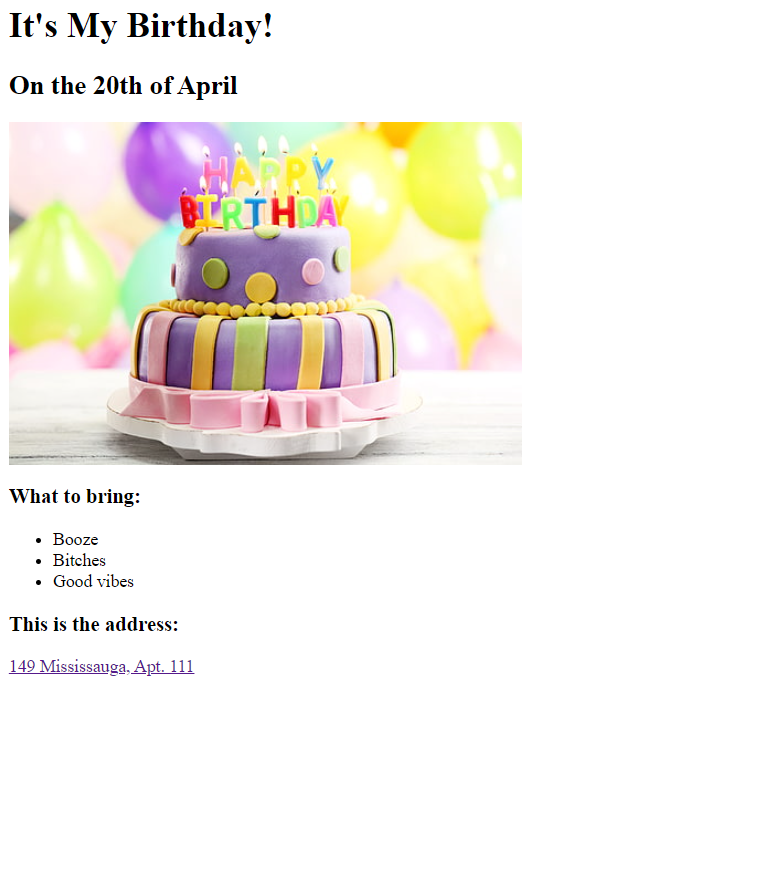 It's My Birthday!
On the 20th of April
HAPPY
BIRTHDAY
What to bring:
Booze
Bitches
Good vibes
This is the address:
149 Mississauga, Apt. 111